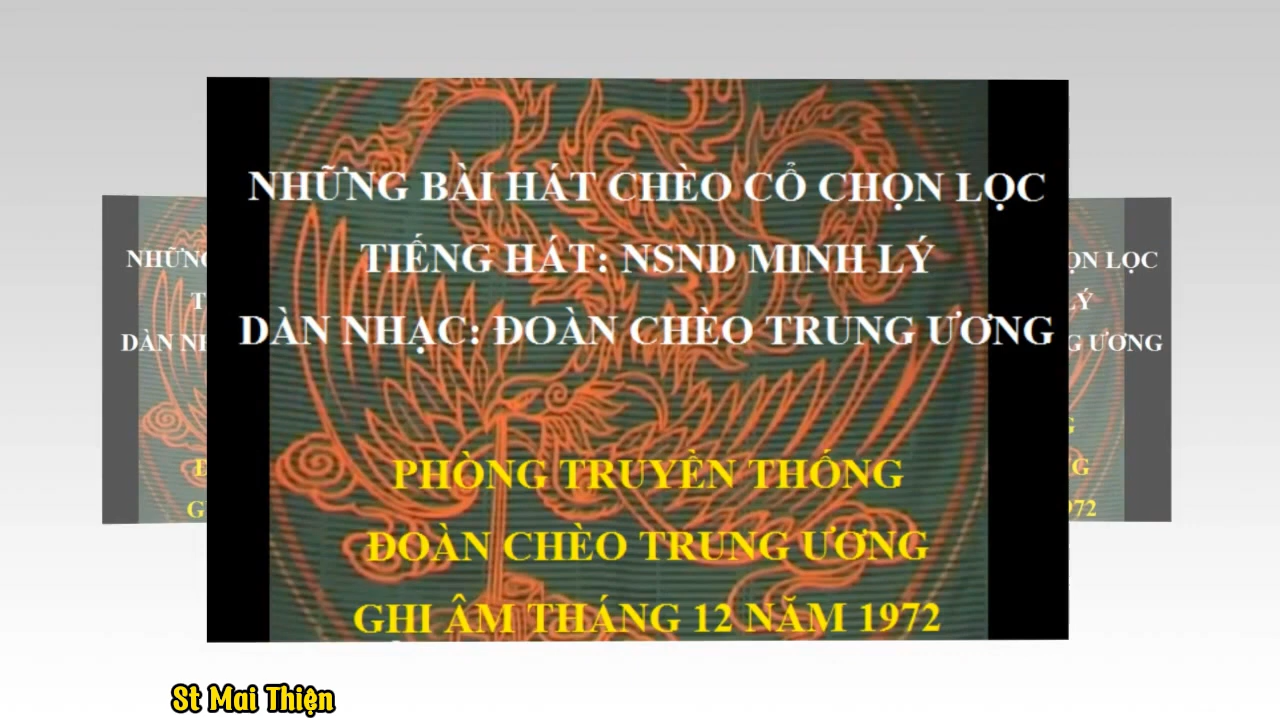 NHỮNG BÀI HÁT CHÈO CỔ CHỌN LỌC
TIẾNG HÁT: NSND MINH LÝ
DÀN NHẠC: ĐOÀN CHÈO TRUNG ƯƠNG
PHÒNG TRUYỀN THỐNG
ĐOÀN CHÈO TRUNG ƯƠNG
GHI ÂM THÁNG 12 NĂM 1972
St Mai Thiện